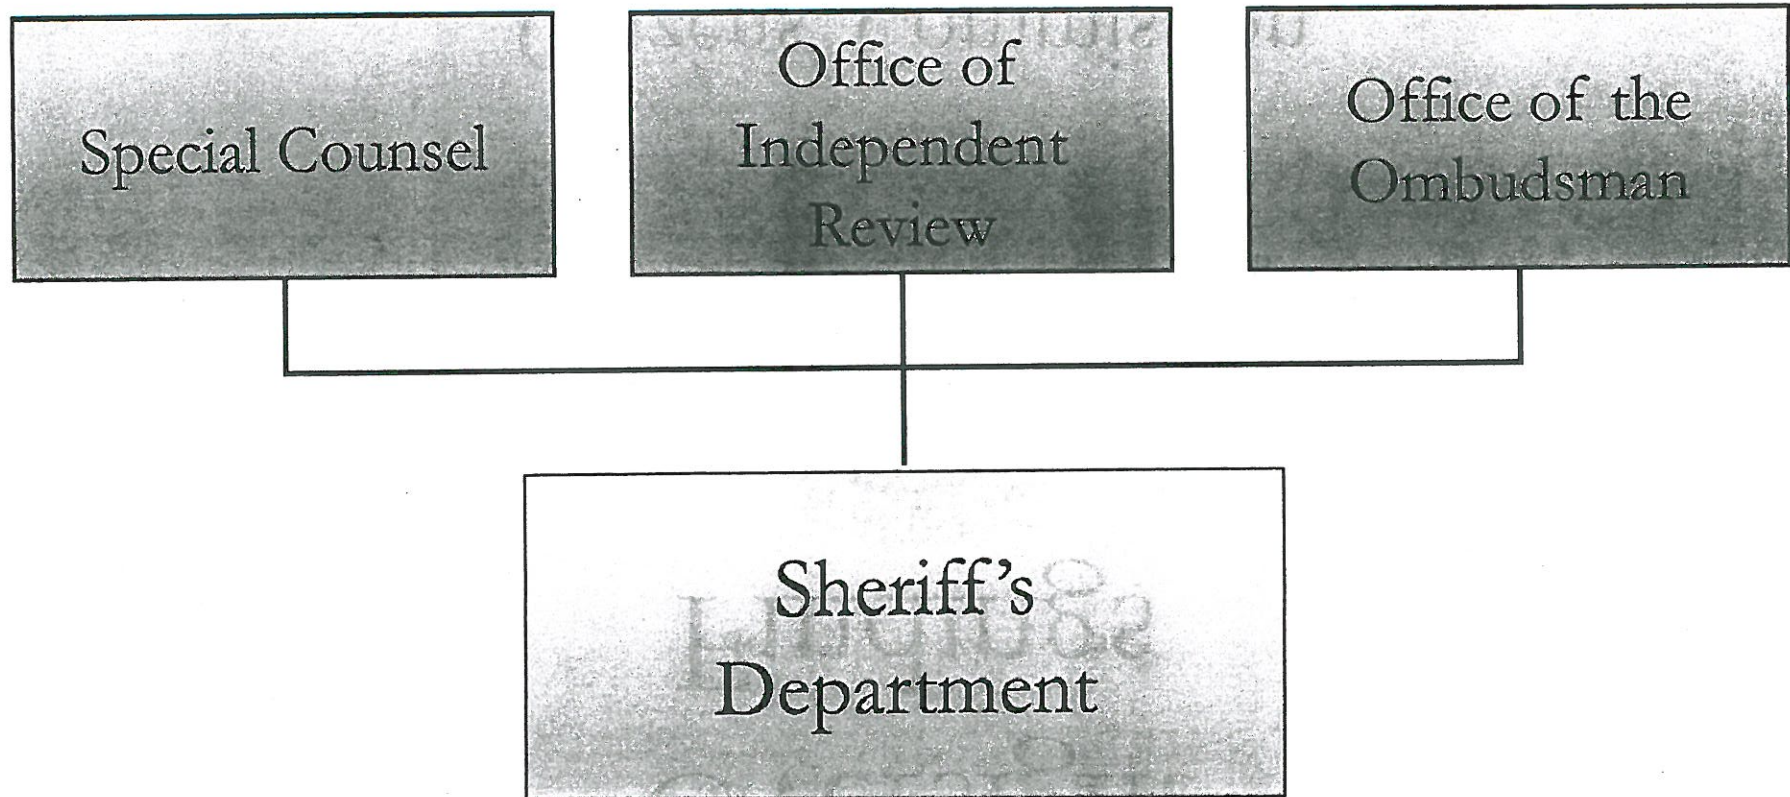 Special Counsel
Office of
Independent
Review
Office of the
Ombudsman
Sheriff's
Department